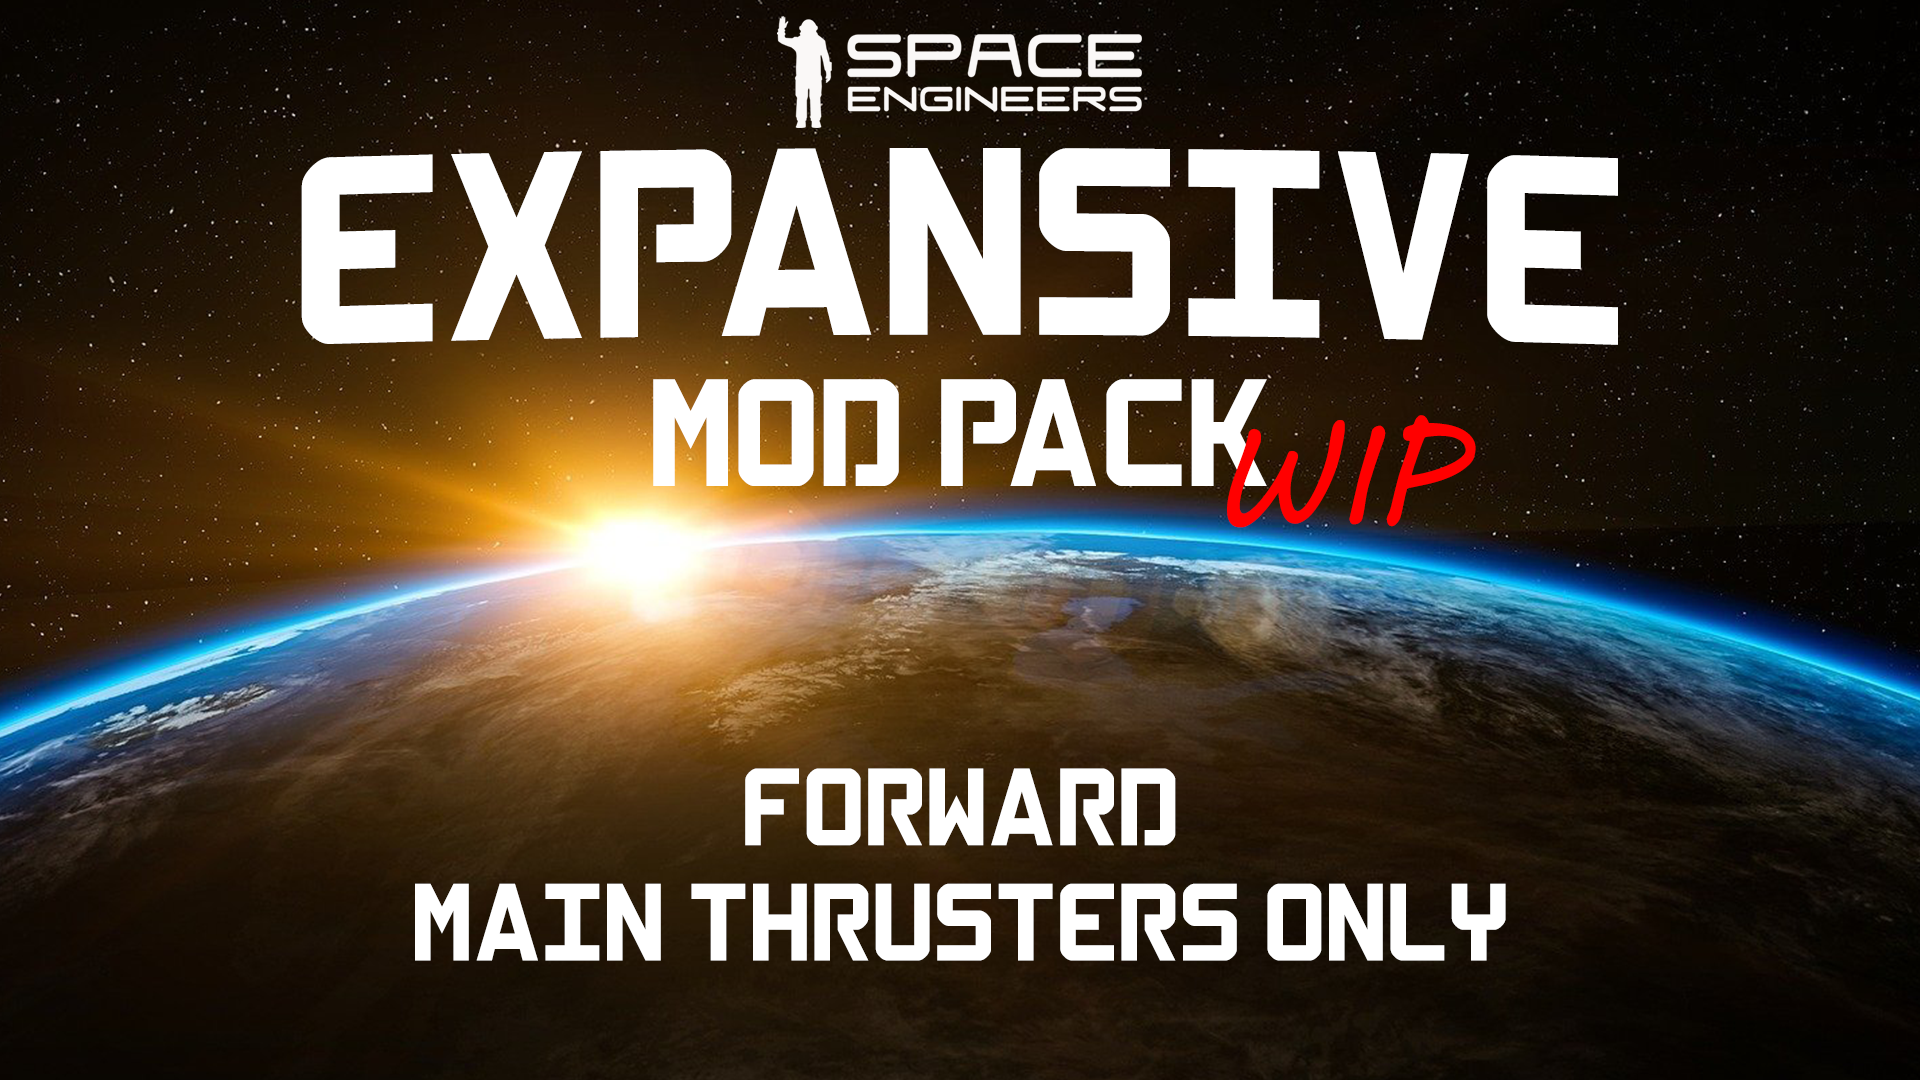 SPACE
ENGINEERS
EXPANSIVE
MOD PACK
WIP
FORWARD
MAIN THRUSTERS ONLY